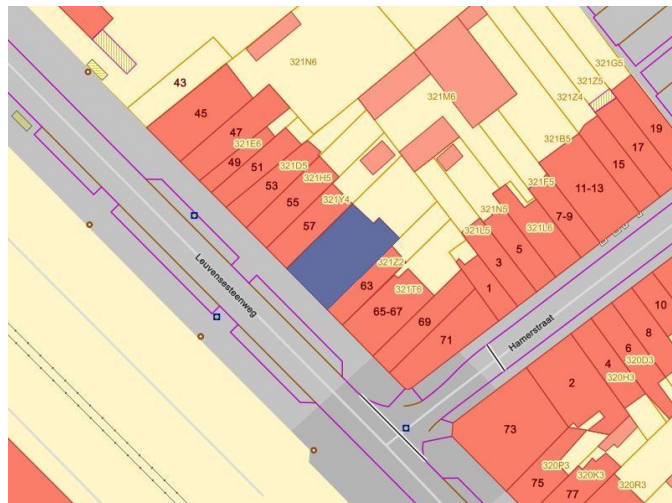 321G5
321N6
43
321Z5
321M6
321Z4
45
19
47
17
321B5
321E6
15
49
51
321D5
321H5
321F5
53
11-13
321Y4
55
321N5
7-9
57
321L5
321L6
5
3
321Z2
Leuvensesteenweg
63
1
321T6
65-67
10
69
8
Hamerstraat
71
6
320D3
4
320H3
2
73
320P3
320K3
75
320R3
77